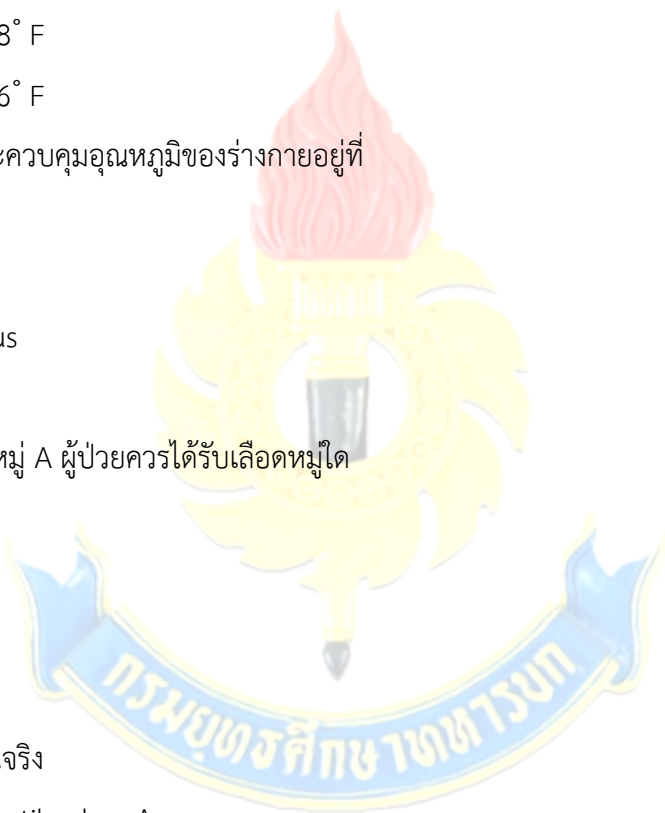 8° F
6° F
ควบคุมอุณหภูมิของร่างกายอยู่ที่
us
หมู่ A ผู้ป่วยควรได้รับเลือดหมู่ใด
กรมยุทธศึกษาทหารบก
จริง
A